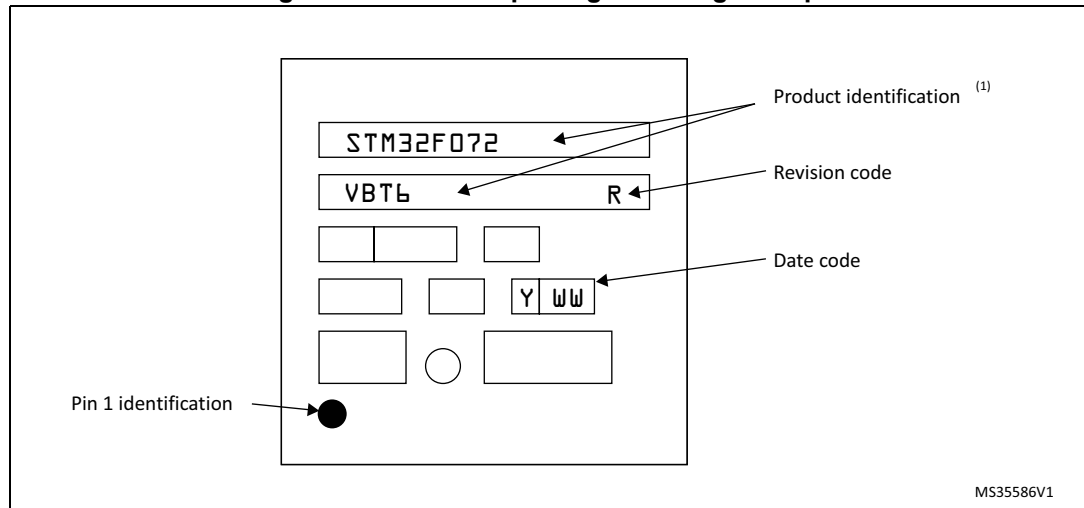 Product identification (1)
STM32F072
Revision code
VBT6 R
Date code
Y WW
Pin 1 identification
MS35586V1